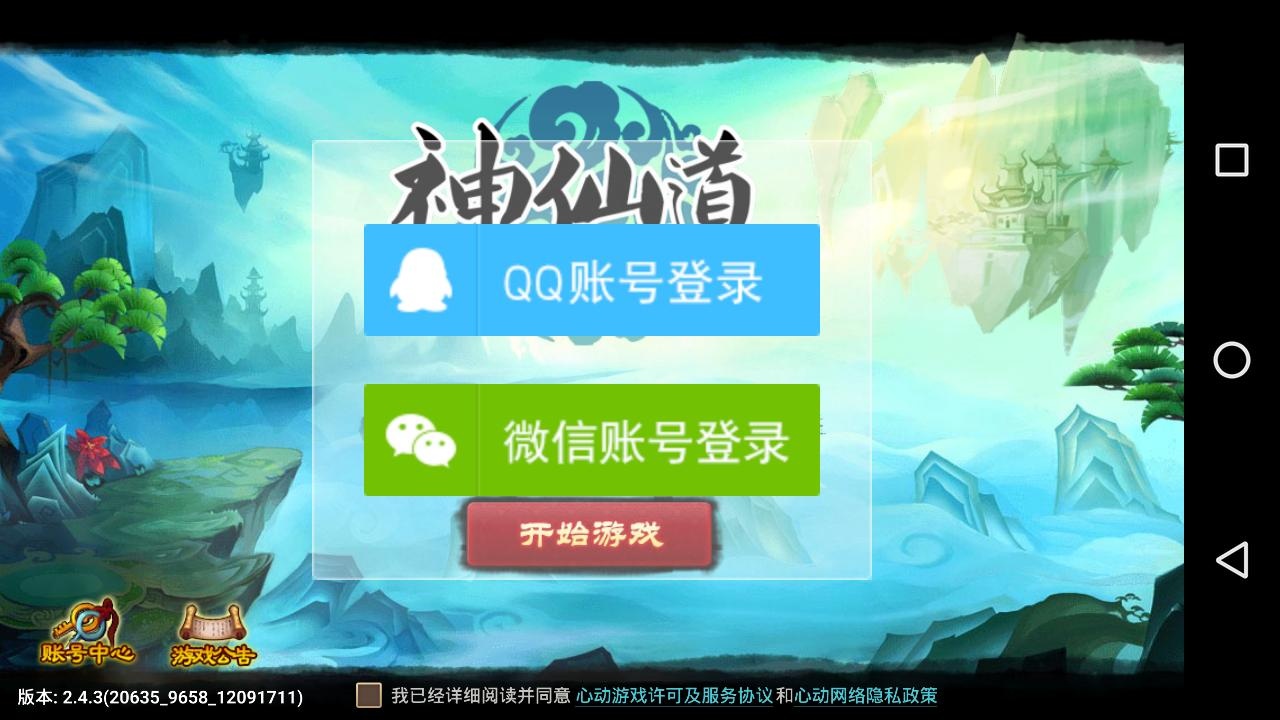 神仙道
QQ账号登录
微信账号登录
开始游戏
账号中心
游戏公告
版本: 2.4.3(20635_9658_12091711)
我已经详细阅读并同意 心动游戏许可及服务协议和心动网络隐私政策